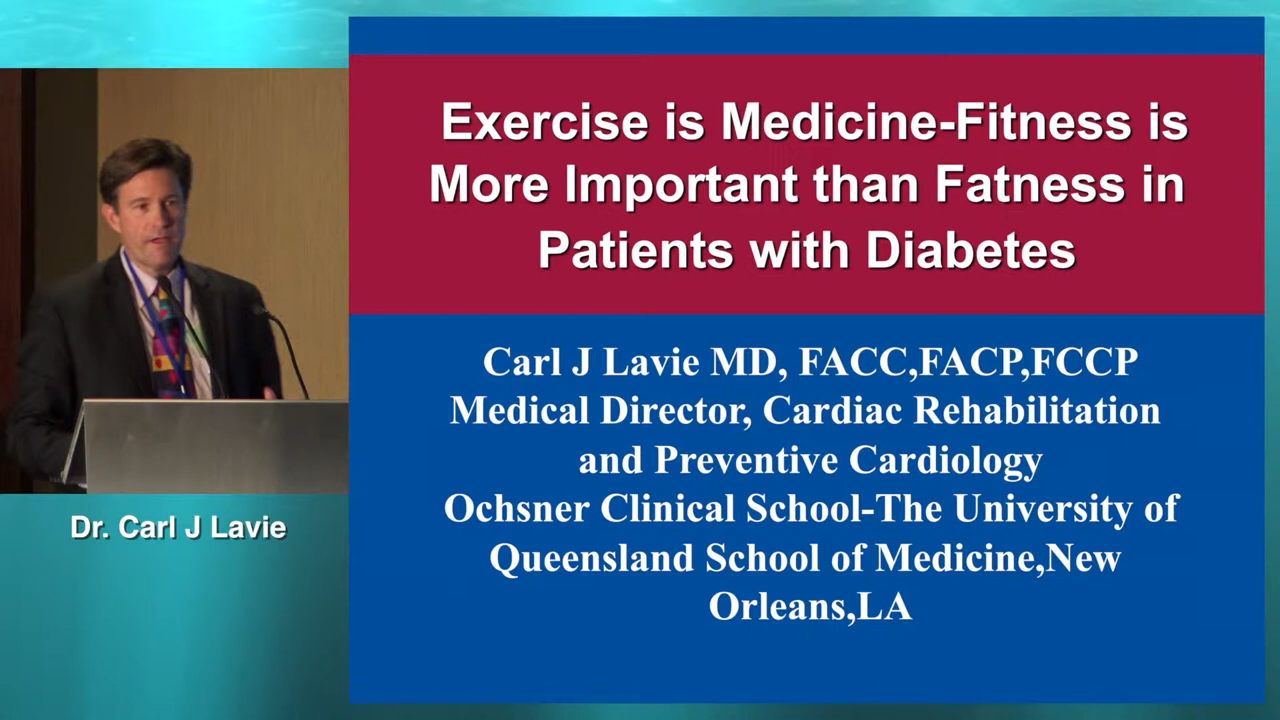 Exercise is Medicine-Fitness is
More Important than Fatness in
Patients with Diabetes
Carl J Lavie MD, FACC,FACP,FCCP
Medical Director, Cardiac Rehabilitation
and Preventive Cardiology
Ochsner Clinical School-The University of
Queensland School of Medicine,New
Orleans,LA
Dr. Carl J Lavie